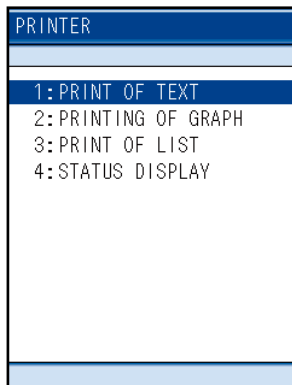 PRINTER
1:PRINT OF TEXT
2:PRINTING OF GRAPH
3:PRINT OF LIST
4:STATUS DISPLAY